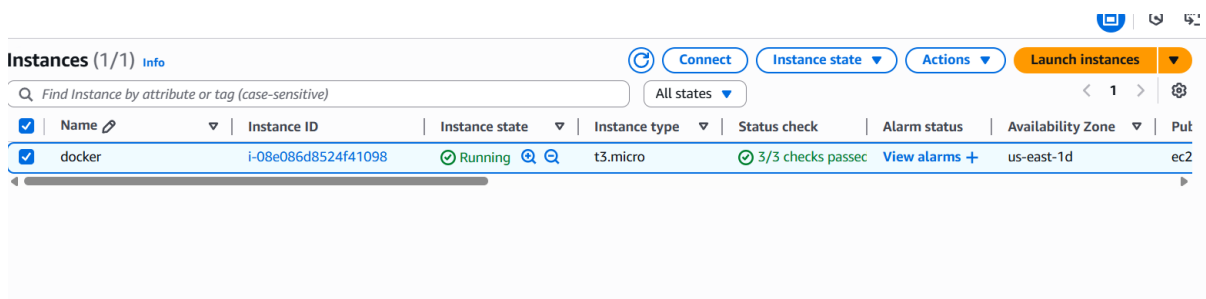 Instances (1/1) Info
Connect
Instance state
Actions
Launch instances
Find Instance by attribute or tag (case-sensitive)
All states
1
Name
Instance ID
Instance state
Instance type
Status check
Alarm status
Availability Zone
Pub
docker
i-08e086d8524f41098
Running
t3.micro
3/3 checks passec
View alarms +
us-east-1d
ec2